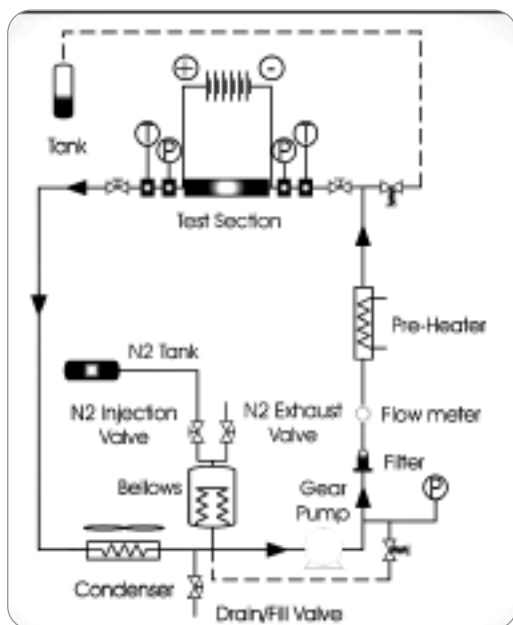 + -
Tank
T P P T
Test Section
Pre-Heater
N2 Tank
N2 Injection
Valve
N2 Exhaust
Valve
Flow meter
Bellows
Filter
Gear
Pump
P
Condenser
Drain/Fill Valve